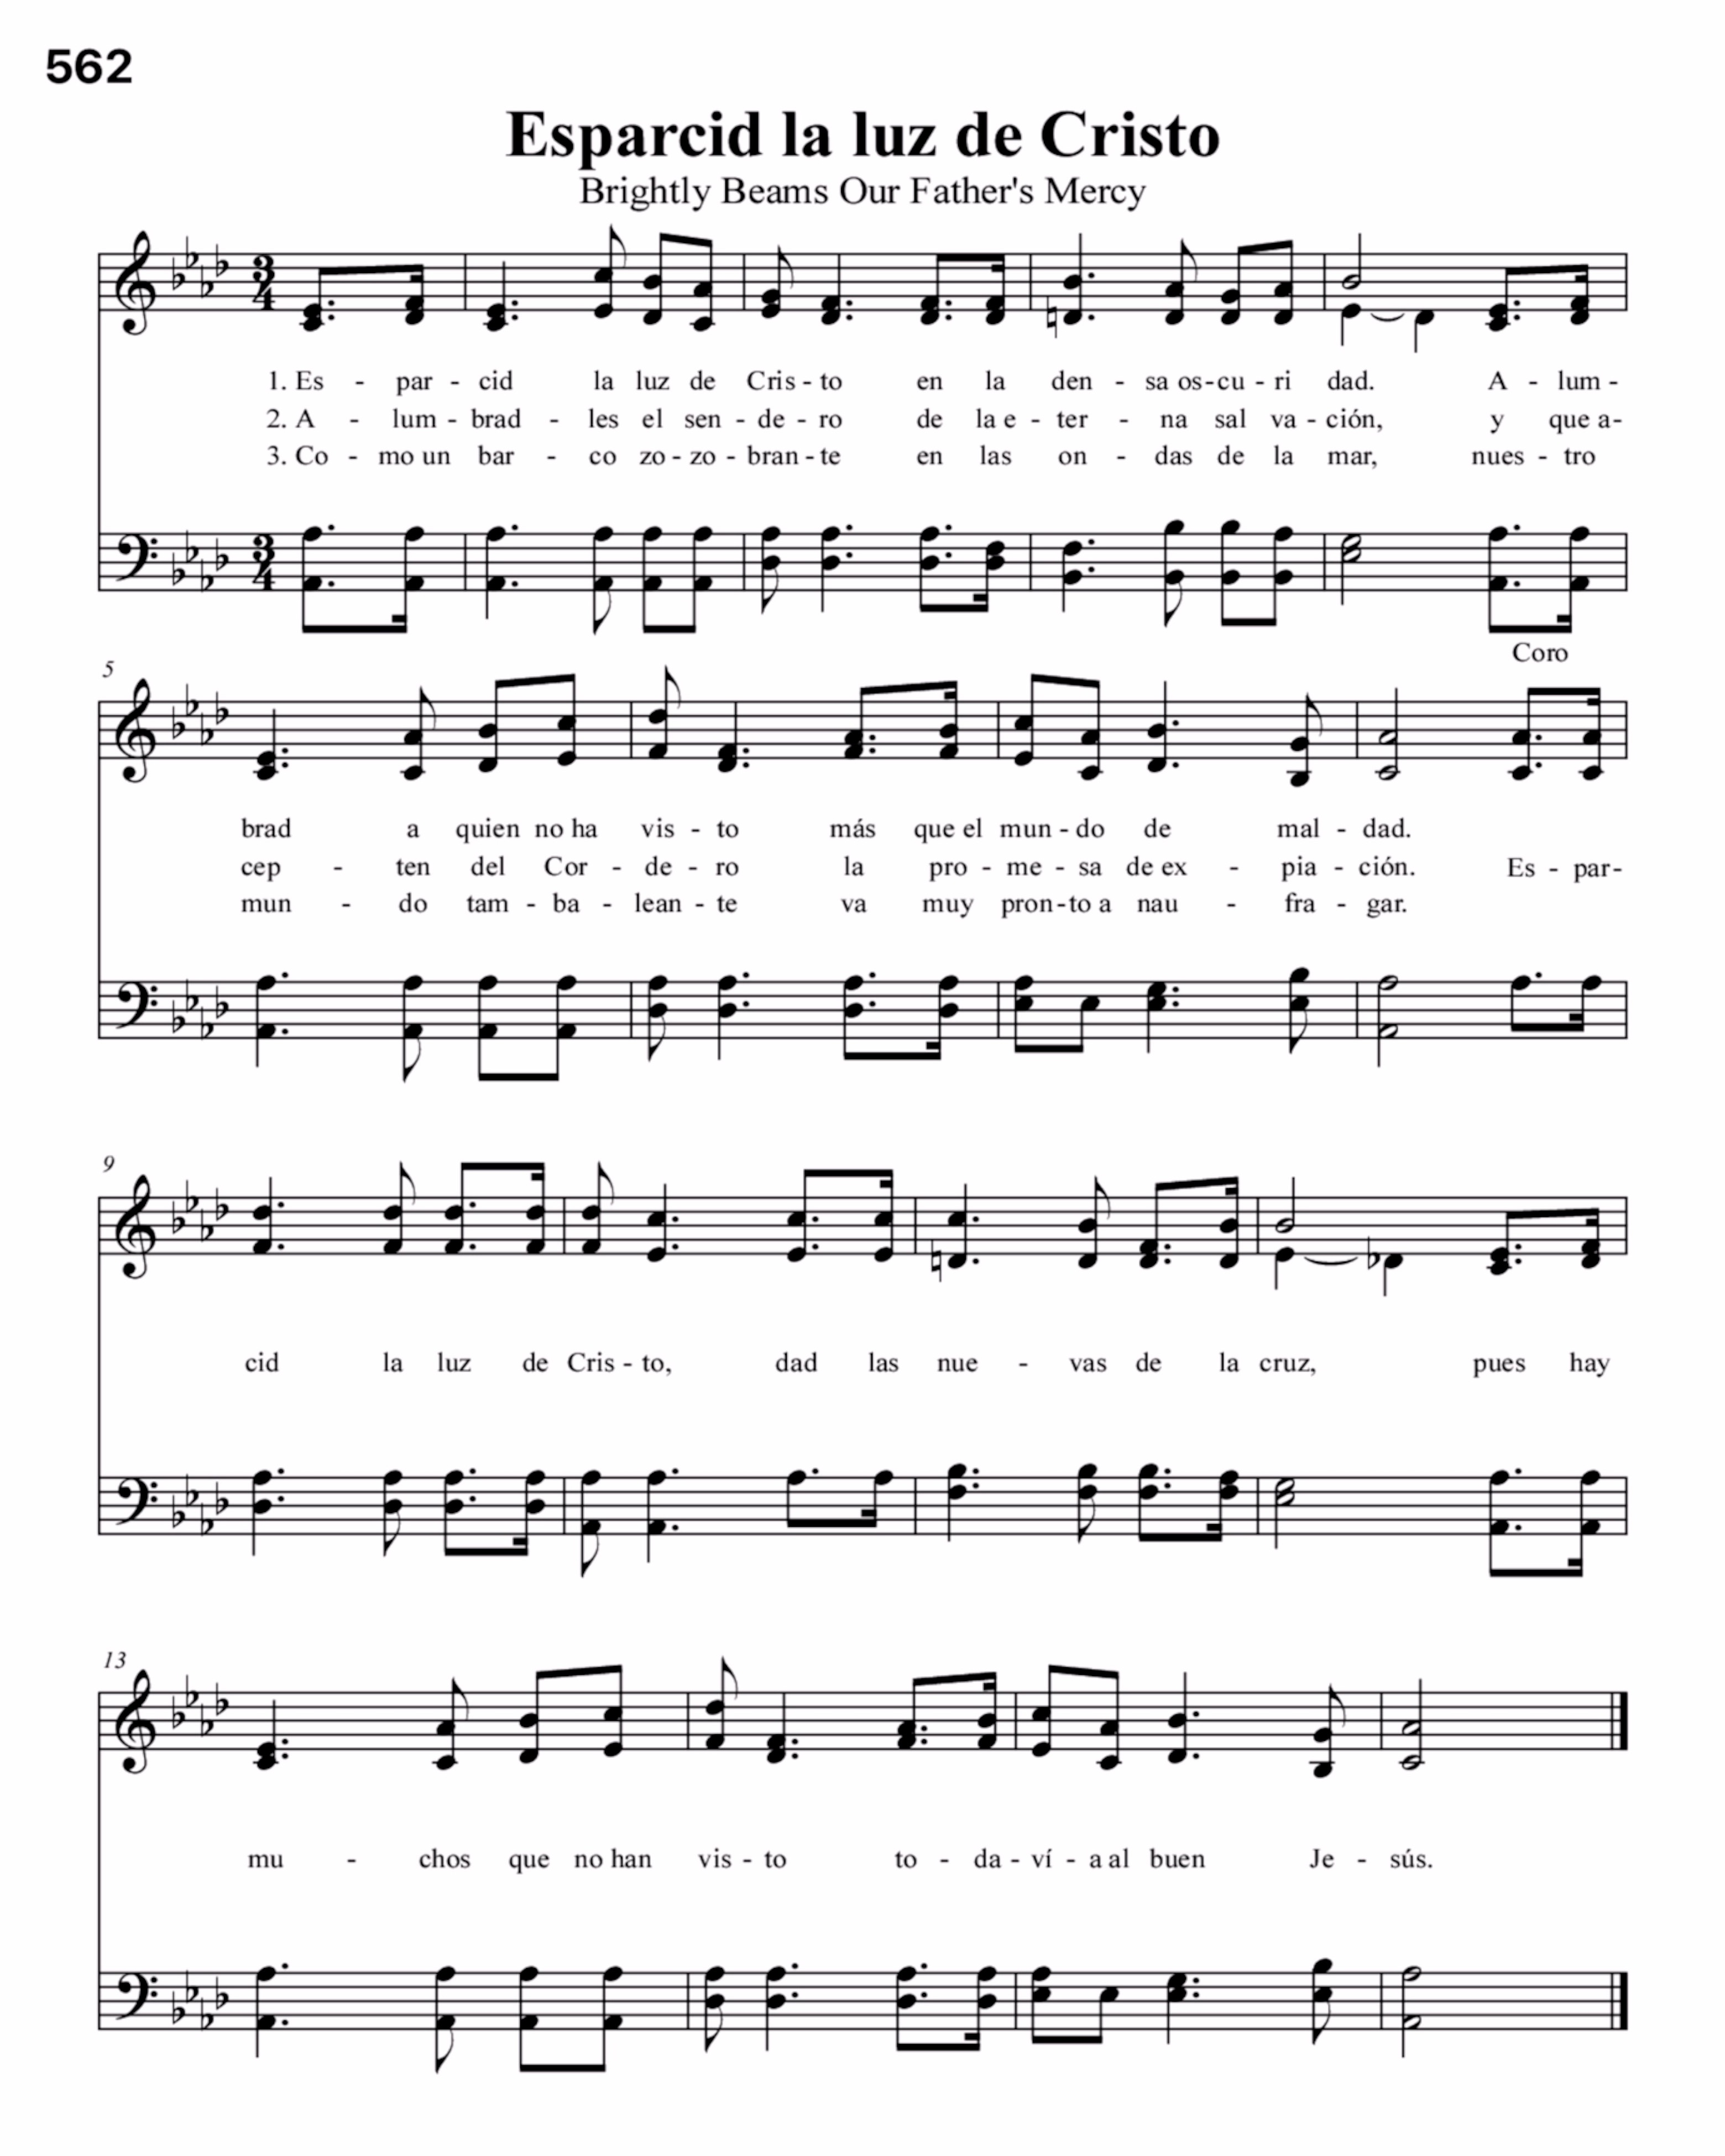 562
Esparcid la luz de Cristo
Brightly Beams Our Father's Mercy
3
4
1. Es - par - cid la luz de Cris - to en la den - sa os - cu - ri dad. A - lum -
2. A - lum - brad - les el sen - de - ro de la e - ter - na sal va - ción, y que a -
3. Co - mo un bar - co zo - zo - bran - te en las on - das de la mar, nues - tro
3
4
Coro
5
brad a quien no ha vis - to más que el mun - do de mal - dad.
cep - ten del Cor - de - ro la pro - me - sa de ex - pia - ción. Es - par -
mun - do tam - ba - lean - te va muy pron - to a nau - fra - gar.
9
cid la luz de Cris - to, dad las nue - vas de la cruz, pues hay
13
mu - chos que no han vis - to to - da - ví - a al buen Je - sús.